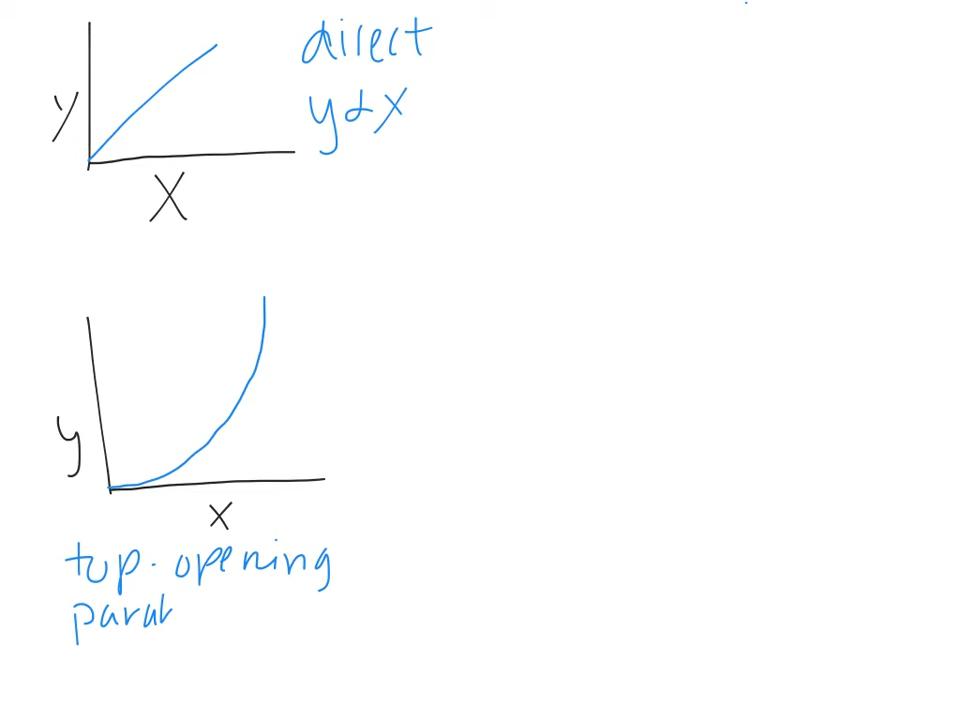 direct
y
y α x
X
y
x
top. opening
parab